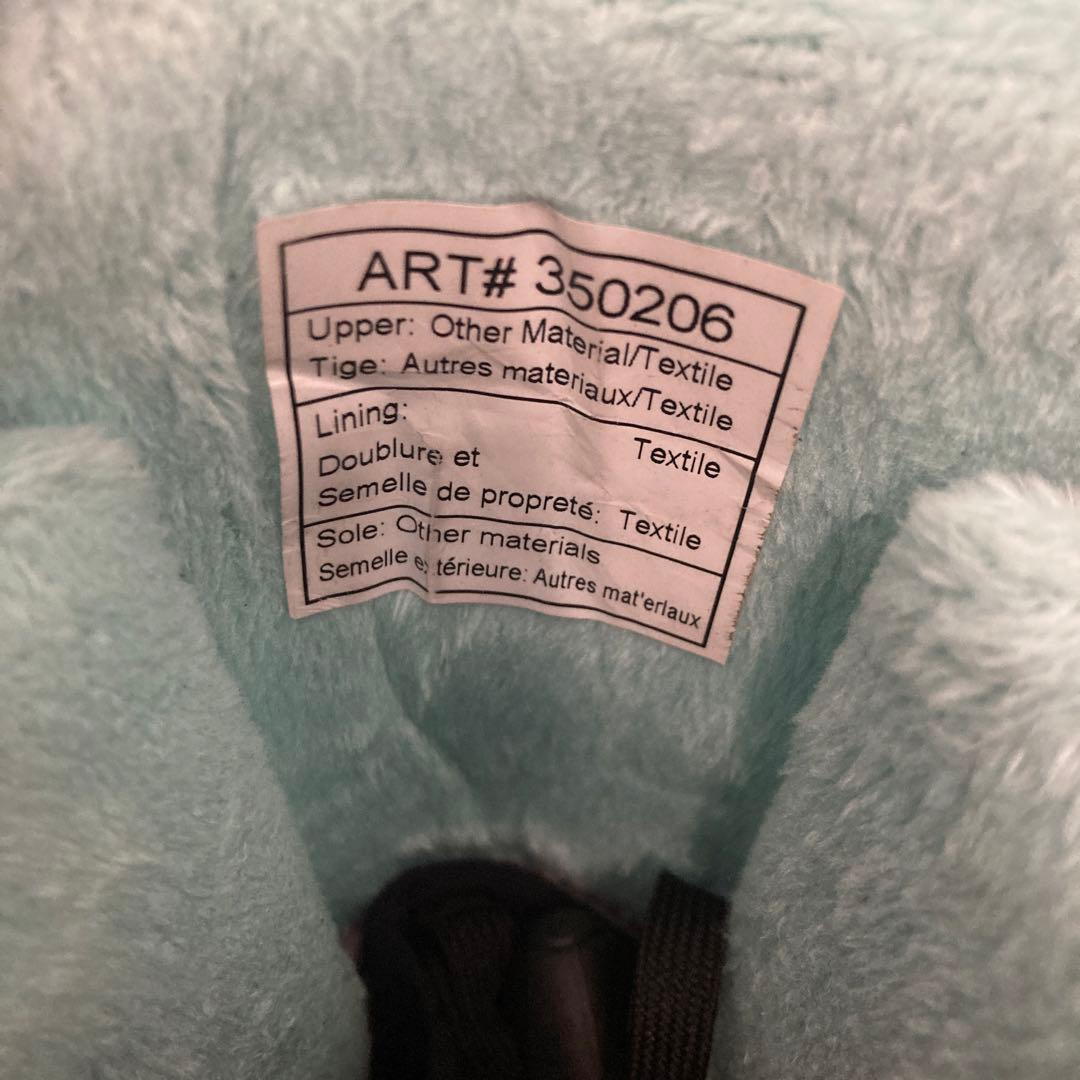 ART# 350206
Upper: Other Material/Textile
Tige: Autres materiaux/Textile
Lining:
Textile
Doublure et
Semelle de propreté: Textile
Sole: Other materials
Semelle extérieure: Autres mat'erlaux